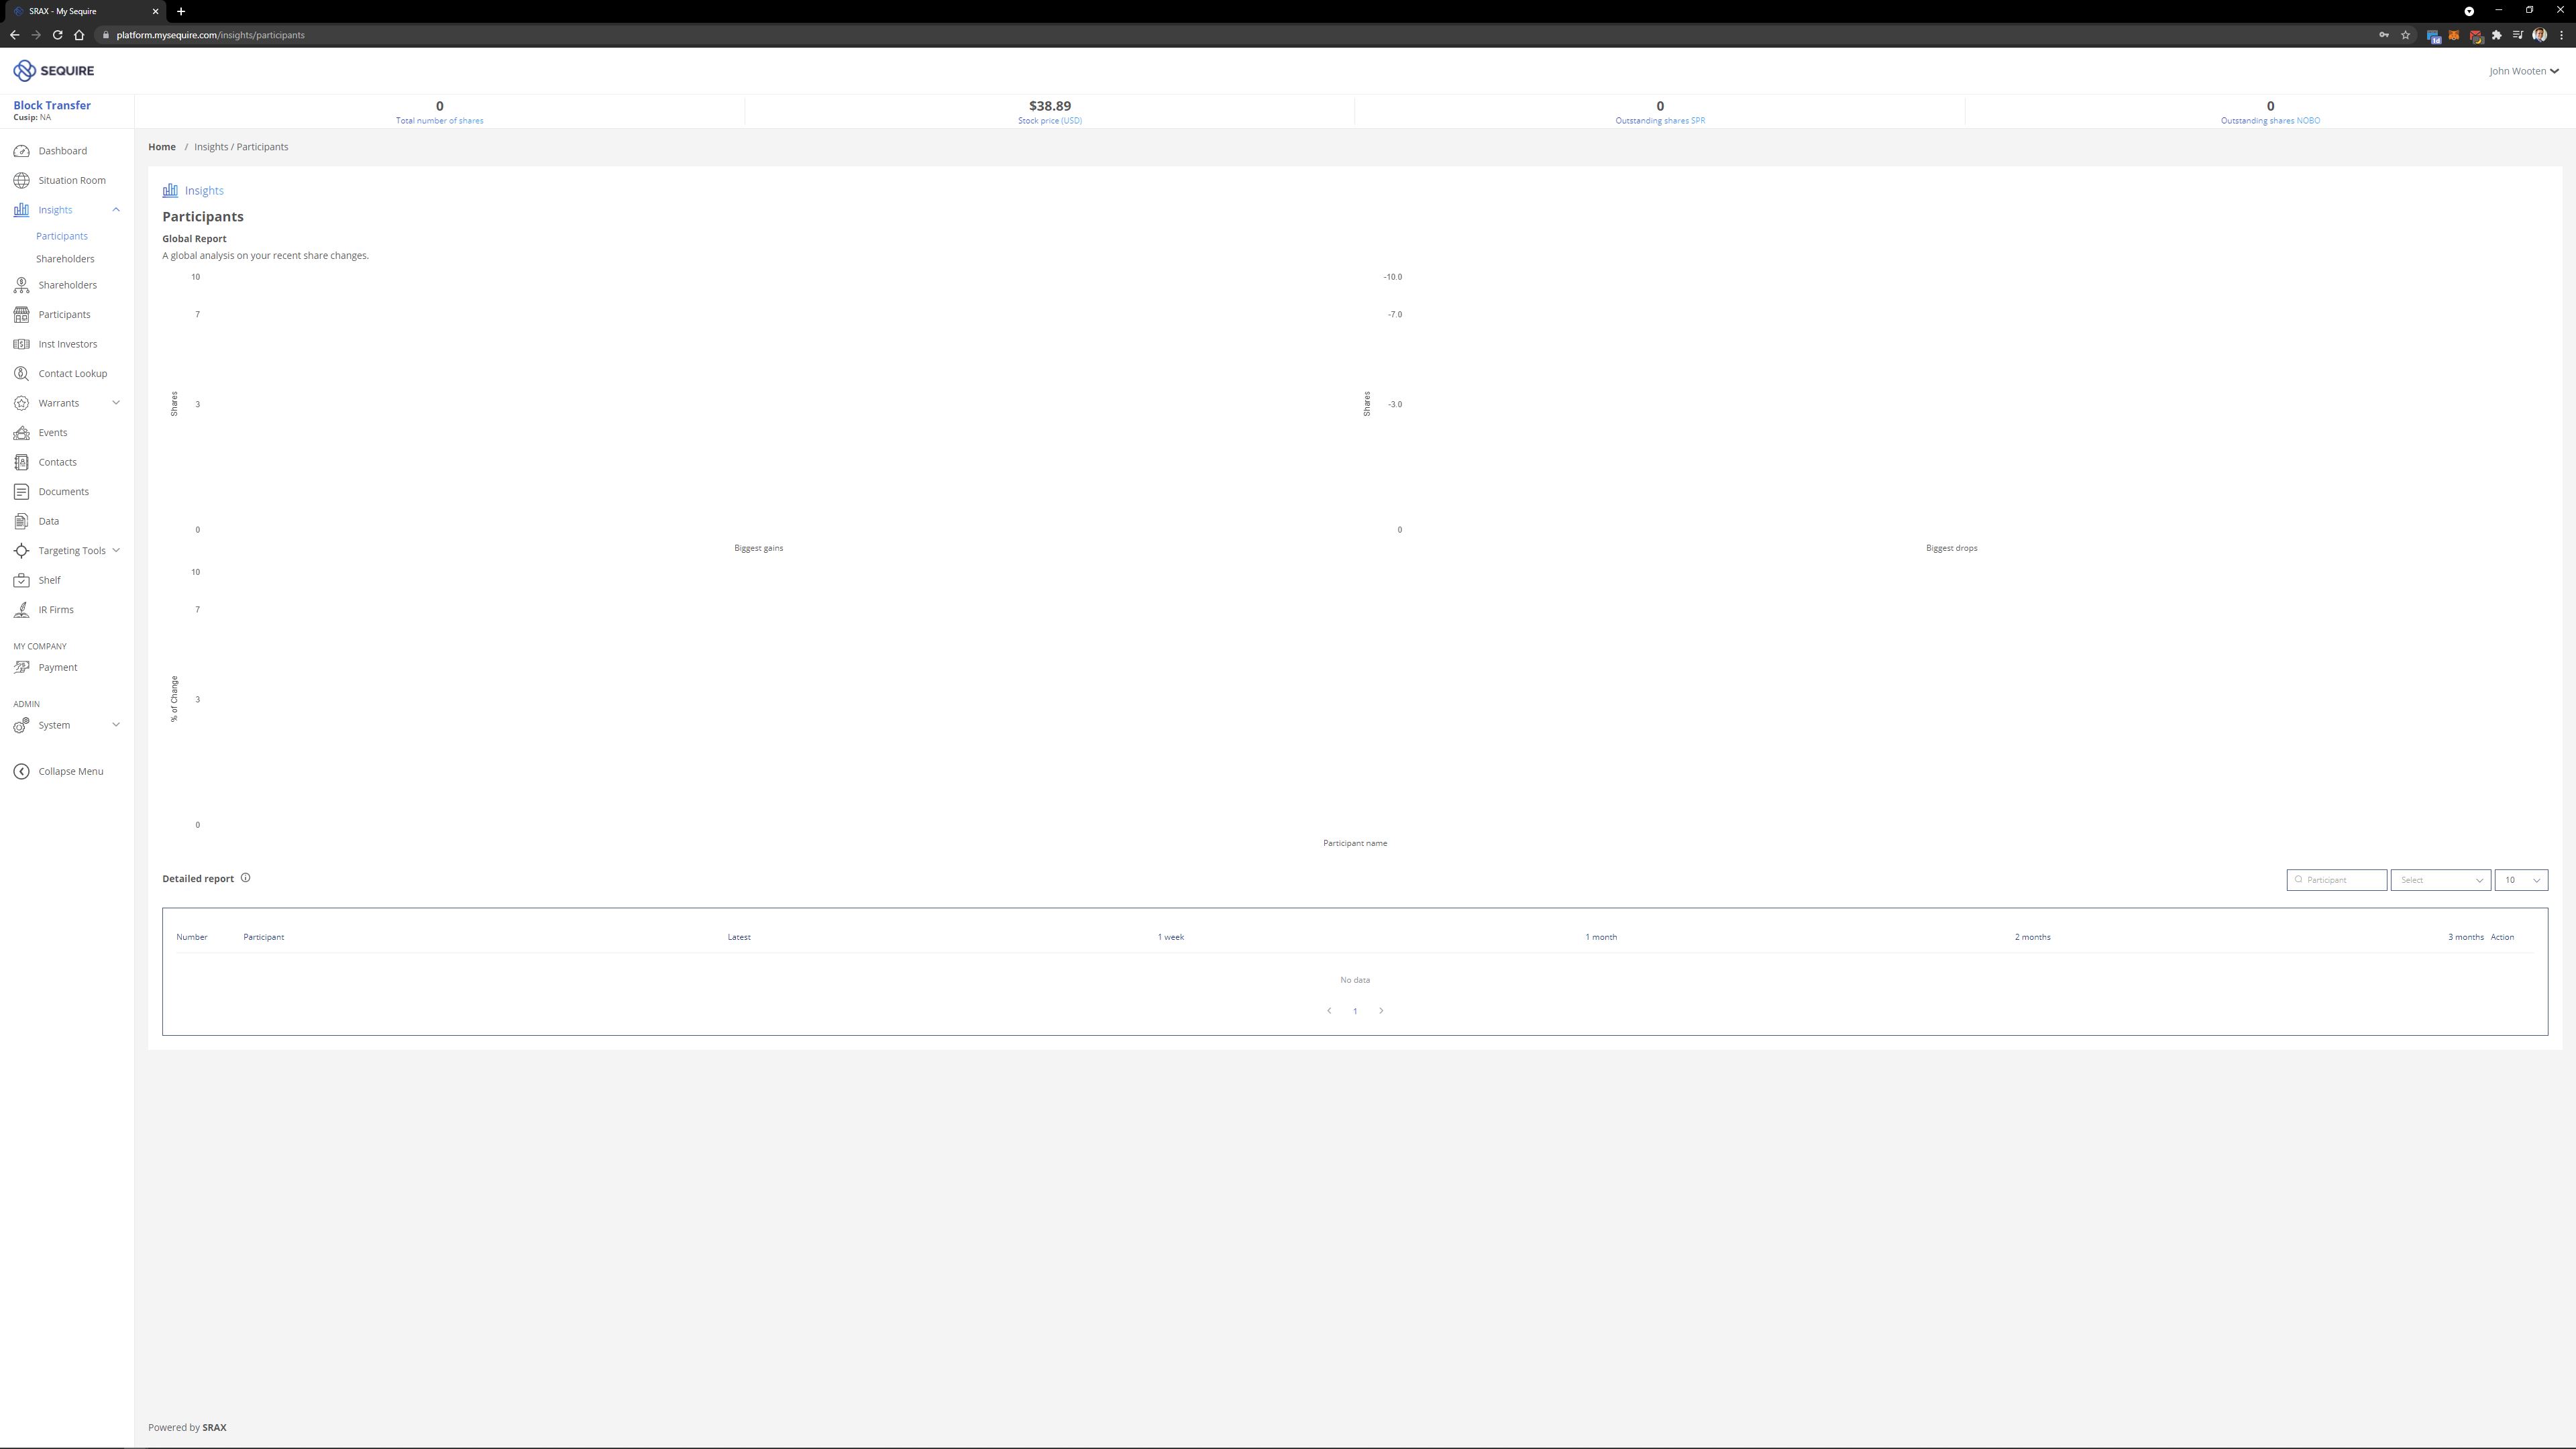 SRAX - My Sequire
platform.mysequire.com/insights/participants
SEQUIRE
John Wooten
Block Transfer
Cusip: NA
0
Total number of shares
$38.89
Stock price (USD)
0
Outstanding shares SPR
0
Outstanding shares NOBO
Dashboard
Situation Room
Insights
Participants
Shareholders
Shareholders
Participants
Inst Investors
Contact Lookup
Warrants
Events
Contacts
Documents
Data
Targeting Tools
Shelf
IR Firms
MY COMPANY
Payment
ADMIN
System
Collapse Menu
Home / Insights / Participants
Insights
Participants
Global Report
A global analysis on your recent share changes.
10
7
3
0
Shares
Biggest gains
-10.0
-7.0
-3.0
0
Shares
Biggest drops
10
7
3
0
% of Change
Participant name
Detailed report
Participant
Select
10
Number Participant Latest 1 week 1 month 2 months 3 months Action
No data
1
Powered by SRAX